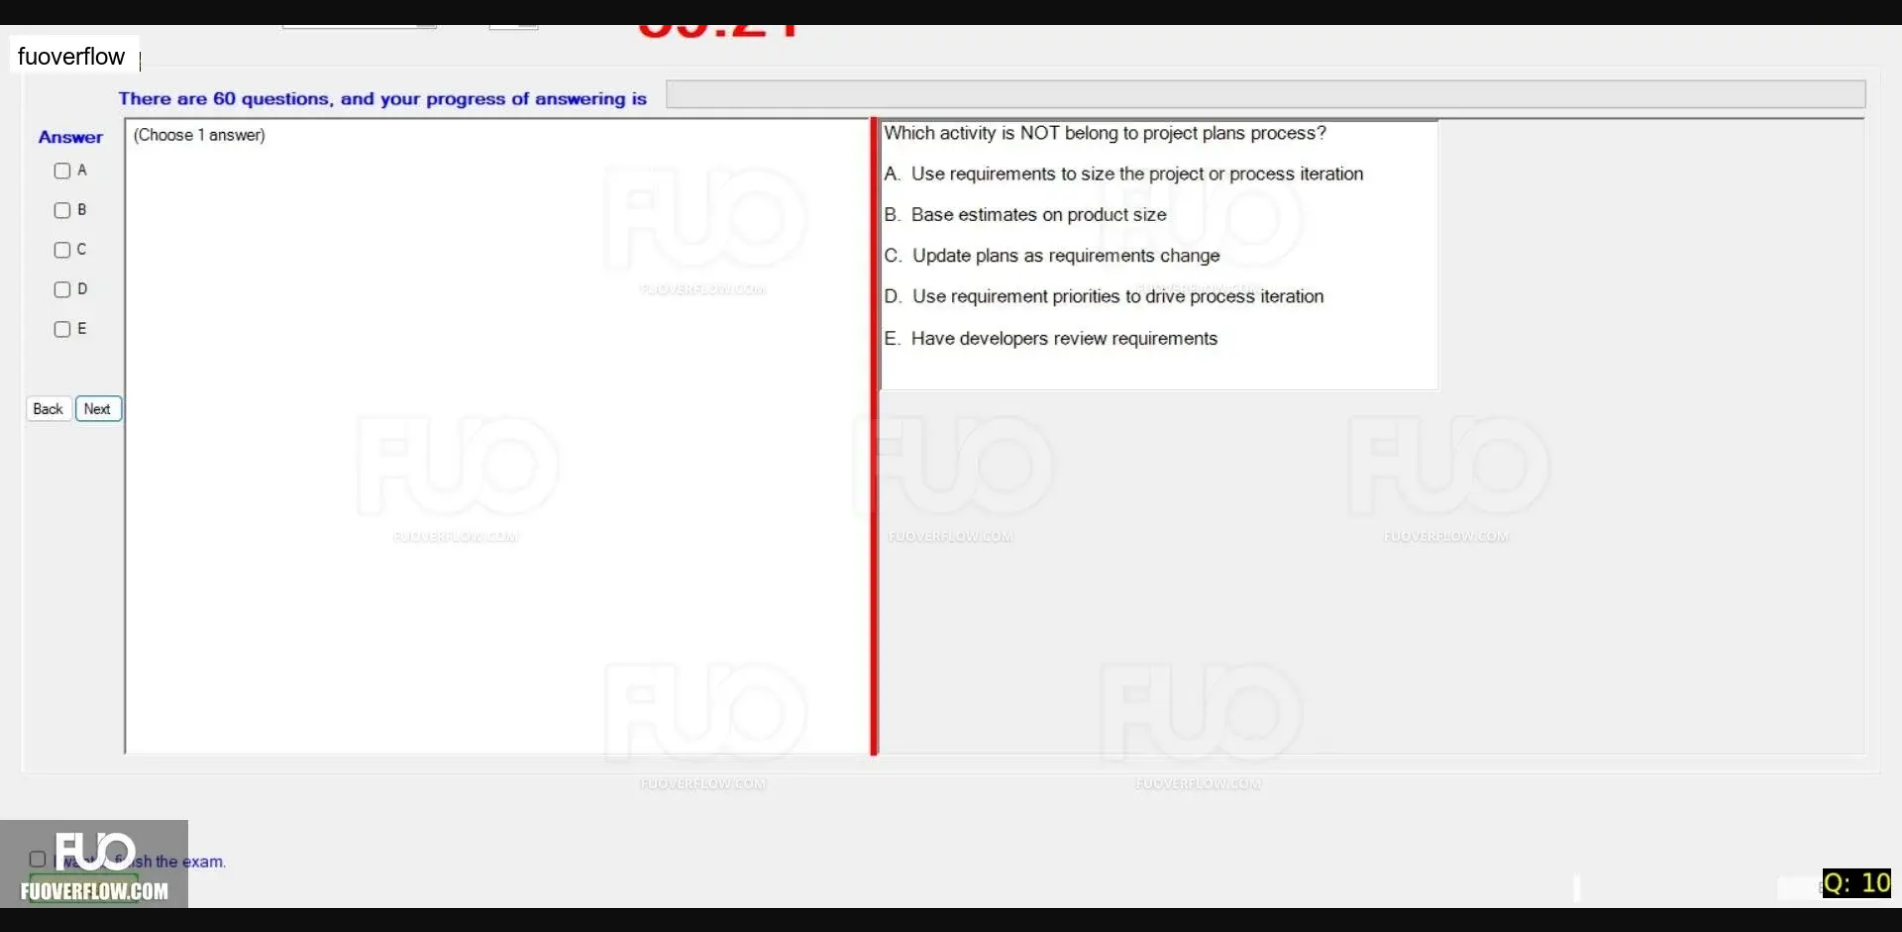 fuoverflow
There are 60 questions, and your progress of answering is
Answer
(Choose 1 answer)
A
B
C
D
E
Back Next
Which activity is NOT belong to project plans process?
A. Use requirements to size the project or process iteration
B. Base estimates on product size
C. Update plans as requirements change
D. Use requirement priorities to drive process iteration
E. Have developers review requirements
FUO
FUOVERFLOW.COM
FUO
FUOVERFLOW.COM
FUO
FUOVERFLOW.COM
FUO
FUOVERFLOW.COM
FUO
FUOVERFLOW.COM
FUO
FUOVERFLOW.COM
FUO
FUOVERFLOW.COM
the exam.
FUO
FUOVERFLOW.COM
Q: 10